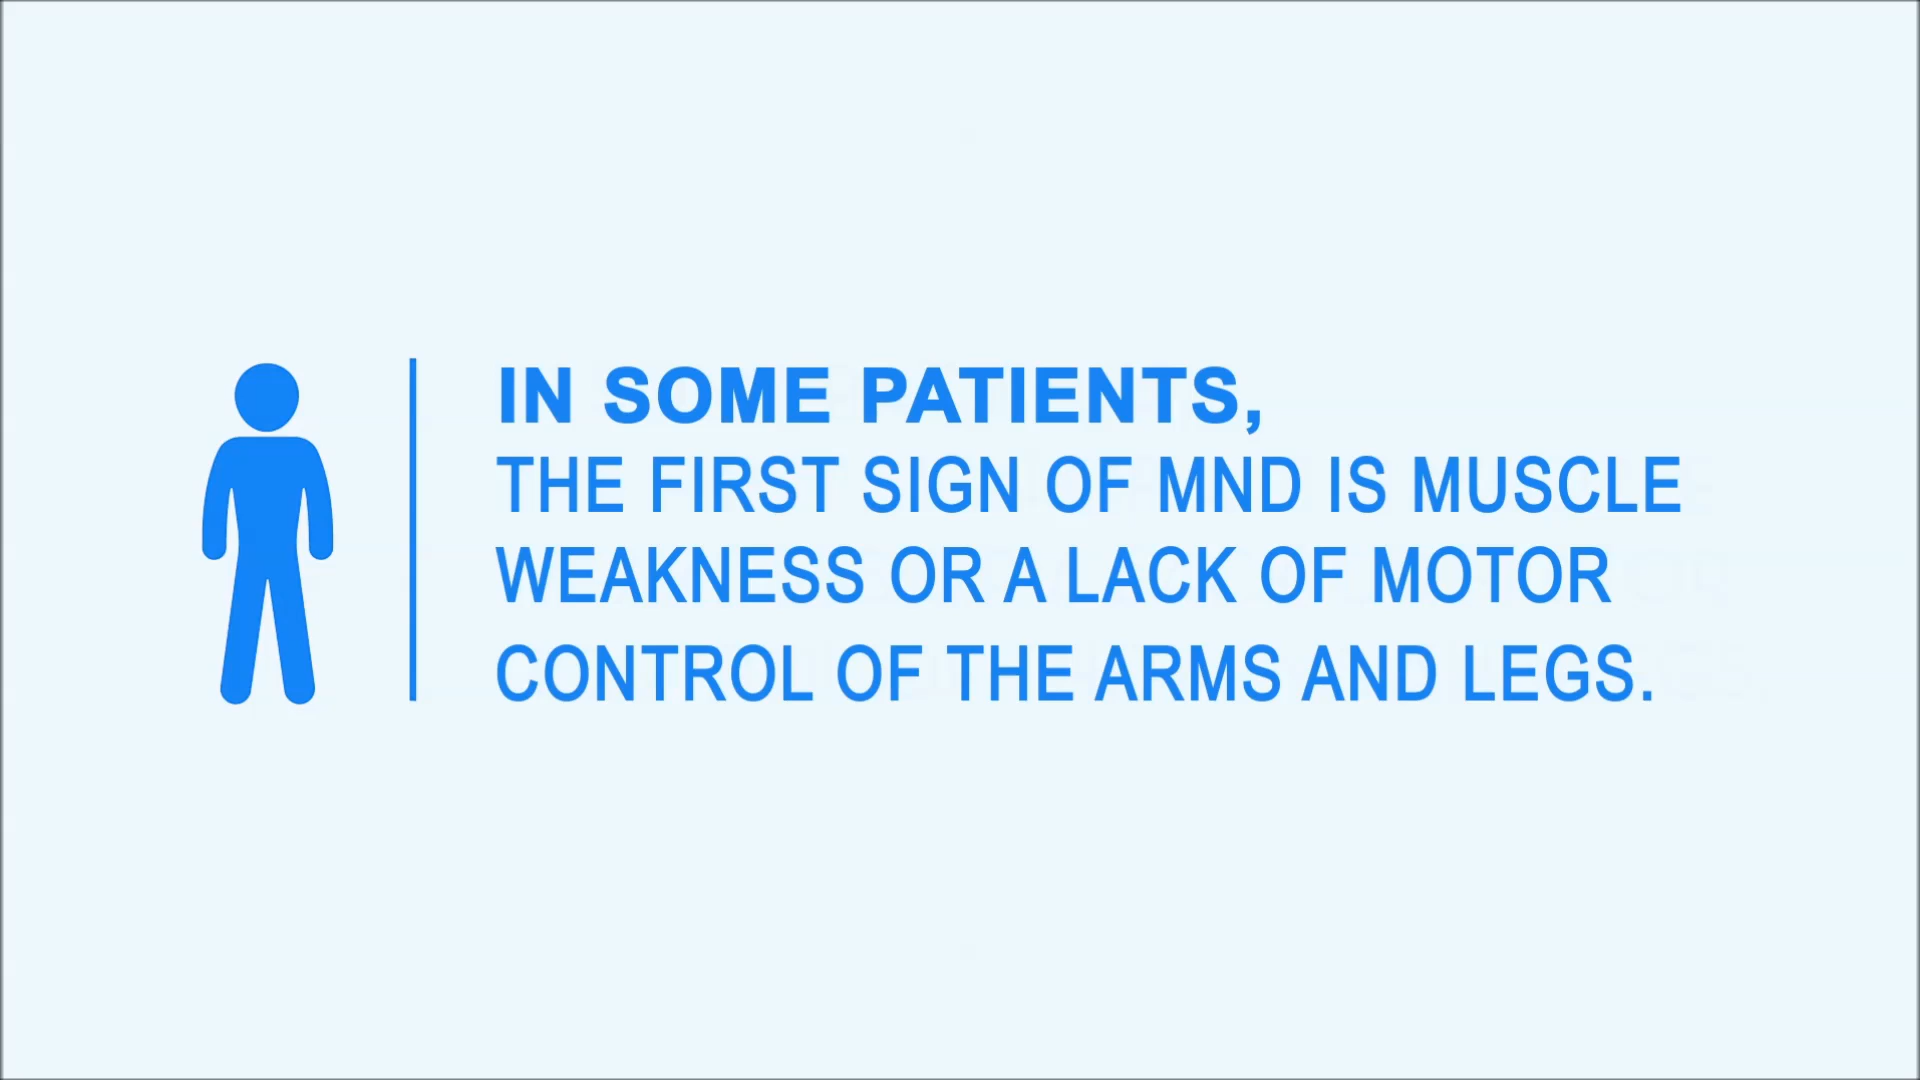 IN SOME PATIENTS,
THE FIRST SIGN OF MND IS MUSCLE
WEAKNESS OR A LACK OF MOTOR
CONTROL OF THE ARMS AND LEGS.